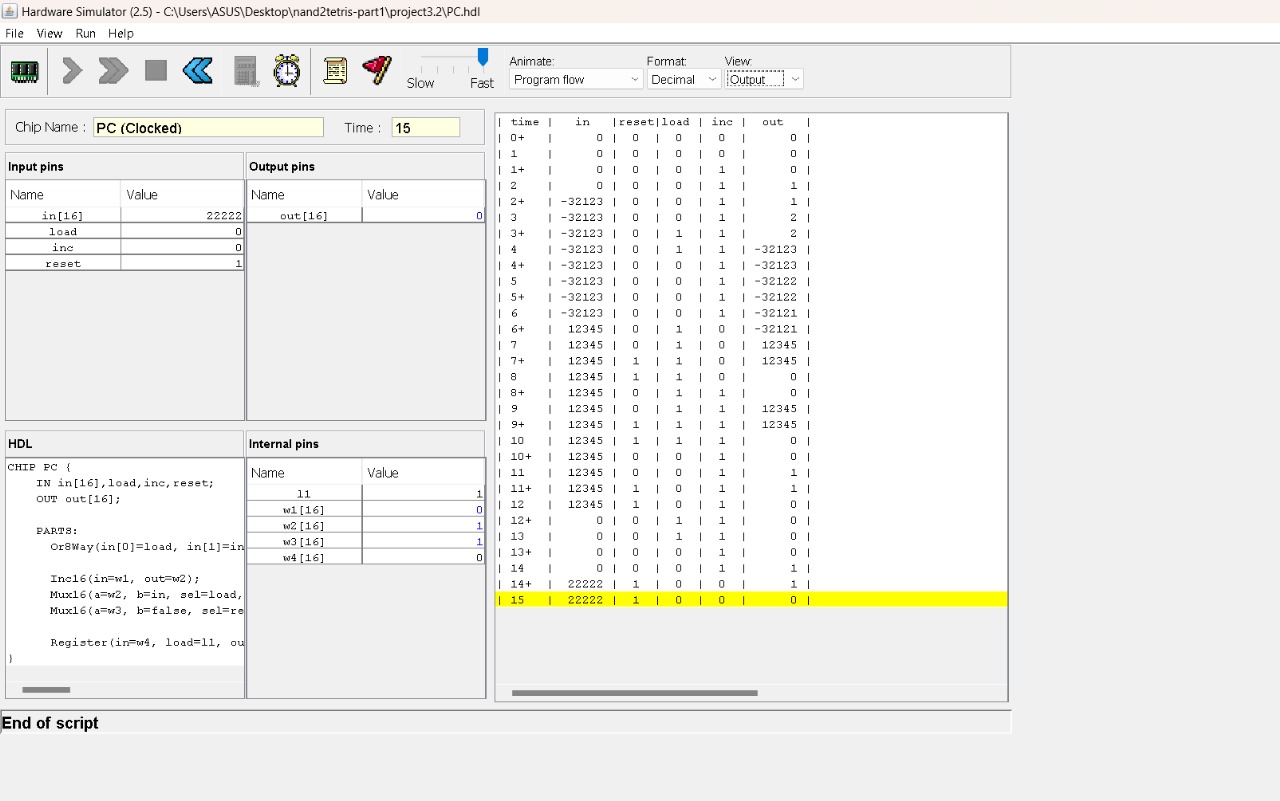 Hardware Simulator (2.5) - C:\Users\ASUS\Desktop\nand2tetris-part1\project3.2\PC.hdl
File View Run Help
Animate: Format: View:
Program flow Decimal Output
Slow Fast
Chip Name : PC (Clocked) Time : 15
Input pins
Name Value
in[16] 22222
load 0
inc 0
reset 1
Output pins
Name Value
out[16] 0
HDL
CHIP PC {
IN in[16],load,inc,reset;
OUT out[16];
PARTS:
Or8Way(in[0]=load, in[1]=in
Inc16(in=w1, out=w2);
Mux16(a=w2, b=in, sel=load,
Mux16(a=w3, b=false, sel=re
Register(in=w4, load=l1, ou
}
Internal pins
Name Value
l1 1
w1[16] 0
w2[16] 1
w3[16] 1
w4[16] 0
| time | in |reset|load | inc | out |
| 0+ | 0 | 0 | 0 | 0 | 0 |
| 1 | 0 | 0 | 0 | 0 | 0 |
| 1+ | 0 | 0 | 0 | 1 | 0 |
| 2 | 0 | 0 | 0 | 1 | 1 |
| 2+ | -32123 | 0 | 0 | 1 | 1 |
| 3 | -32123 | 0 | 0 | 1 | 2 |
| 3+ | -32123 | 0 | 1 | 1 | 2 |
| 4 | -32123 | 0 | 1 | 1 | -32123 |
| 4+ | -32123 | 0 | 0 | 1 | -32123 |
| 5 | -32123 | 0 | 0 | 1 | -32122 |
| 5+ | -32123 | 0 | 0 | 1 | -32122 |
| 6 | -32123 | 0 | 0 | 1 | -32121 |
| 6+ | 12345 | 0 | 1 | 0 | -32121 |
| 7 | 12345 | 0 | 1 | 0 | 12345 |
| 7+ | 12345 | 1 | 1 | 0 | 12345 |
| 8 | 12345 | 1 | 1 | 0 | 0 |
| 8+ | 12345 | 0 | 1 | 1 | 0 |
| 9 | 12345 | 0 | 1 | 1 | 12345 |
| 9+ | 12345 | 1 | 1 | 1 | 12345 |
| 10 | 12345 | 1 | 1 | 1 | 0 |
| 10+ | 12345 | 0 | 0 | 1 | 0 |
| 11 | 12345 | 0 | 0 | 1 | 1 |
| 11+ | 12345 | 1 | 0 | 1 | 1 |
| 12 | 12345 | 1 | 0 | 1 | 0 |
| 12+ | 0 | 0 | 1 | 1 | 0 |
| 13 | 0 | 0 | 1 | 1 | 0 |
| 13+ | 0 | 0 | 0 | 1 | 0 |
| 14 | 0 | 0 | 0 | 1 | 1 |
| 14+ | 22222 | 1 | 0 | 0 | 1 |
| 15 | 22222 | 1 | 0 | 0 | 0 |
End of script